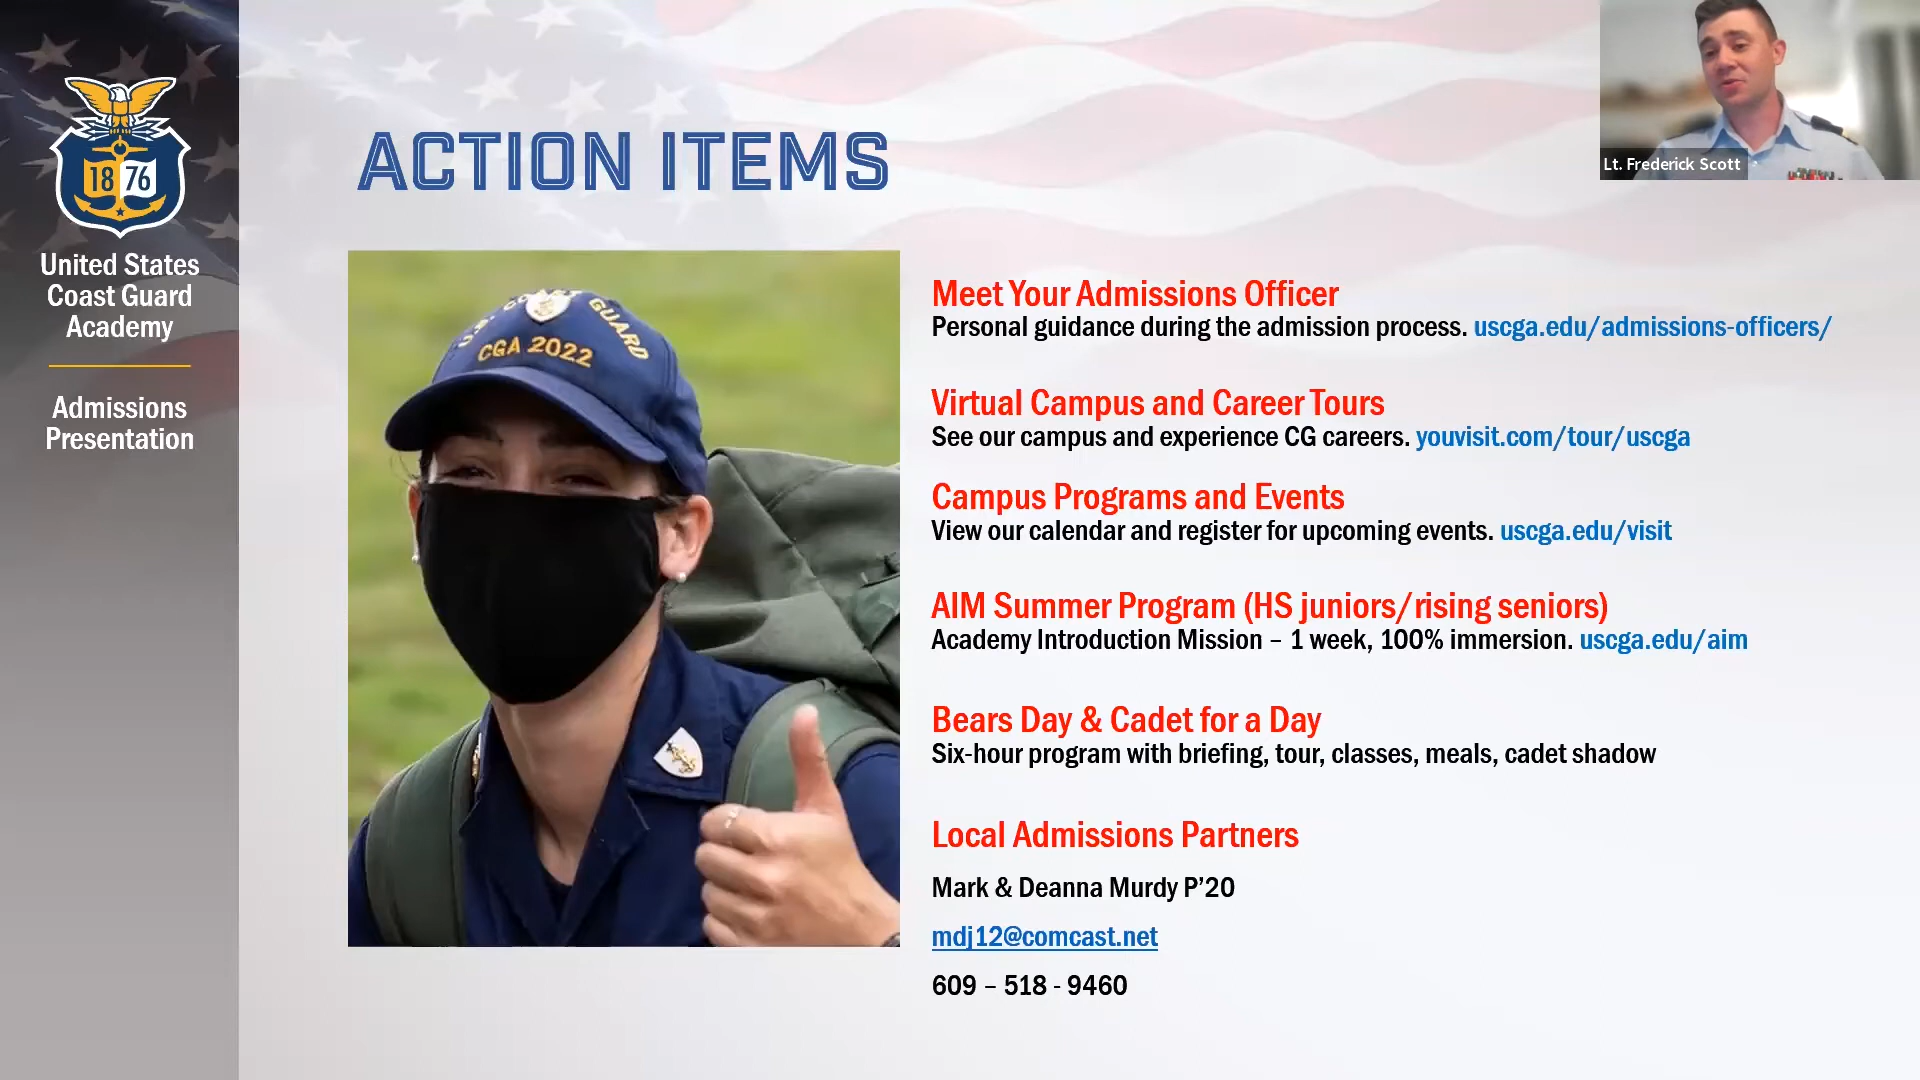 18 76
United States
Coast Guard
Academy
Admissions
Presentation
ACTION ITEMS
U.S. COAST GUARD
CGA 2022
Lt. Frederick Scott
Meet Your Admissions Officer
Personal guidance during the admission process. uscga.edu/admissions-officers/
Virtual Campus and Career Tours
See our campus and experience CG careers. youvisit.com/tour/uscga
Campus Programs and Events
View our calendar and register for upcoming events. uscga.edu/visit
AIM Summer Program (HS juniors/rising seniors)
Academy Introduction Mission – 1 week, 100% immersion. uscga.edu/aim
Bears Day & Cadet for a Day
Six-hour program with briefing, tour, classes, meals, cadet shadow
Local Admissions Partners
Mark & Deanna Murdy P’20
mdj12@comcast.net
609 – 518 - 9460